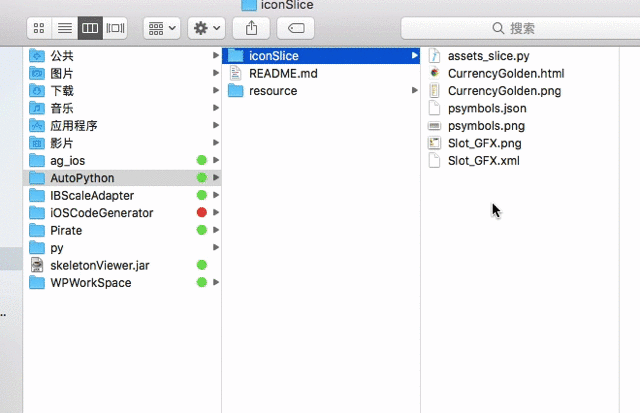 iconSlice
搜索
公共
图片
下载
音乐
应用程序
影片
ag_ios
AutoPython
IBScaleAdapter
iOSCodeGenerator
Pirate
py
skeletonViewer.jar
WPWorkSpace
iconSlice
README.md
resource
assets_slice.py
CurrencyGolden.html
CurrencyGolden.png
psymbols.json
psymbols.png
Slot_GFX.png
Slot_GFX.xml